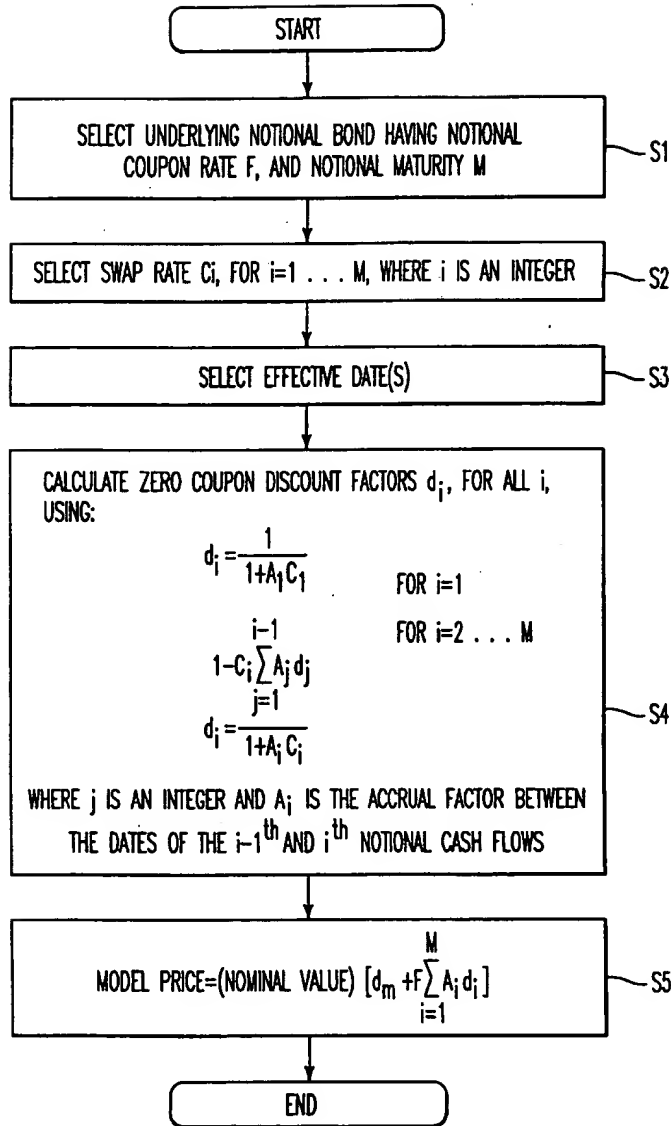 START
SELECT UNDERLYING NOTIONAL BOND HAVING NOTIONAL
COUPON RATE F, AND NOTIONAL MATURITY M
S1
SELECT SWAP RATE Ci, FOR i=1 . . . M, WHERE i IS AN INTEGER
S2
SELECT EFFECTIVE DATE(S)
S3
CALCULATE ZERO COUPON DISCOUNT FACTORS d_i, FOR ALL i,
USING:
d_i = 1 / (1+A_1 C_1) FOR i=1
d_i = (1-C_i ∑_{j=1}^{i-1} A_j d_j) / (1+A_i C_i) FOR i=2 . . . M
S4
WHERE j IS AN INTEGER AND A_i IS THE ACCRUAL FACTOR BETWEEN
THE DATES OF THE i-1^th AND i^th NOTIONAL CASH FLOWS
MODEL PRICE=(NOMINAL VALUE) [d_m +F ∑_{i=1}^{M} A_i d_i]
S5
END